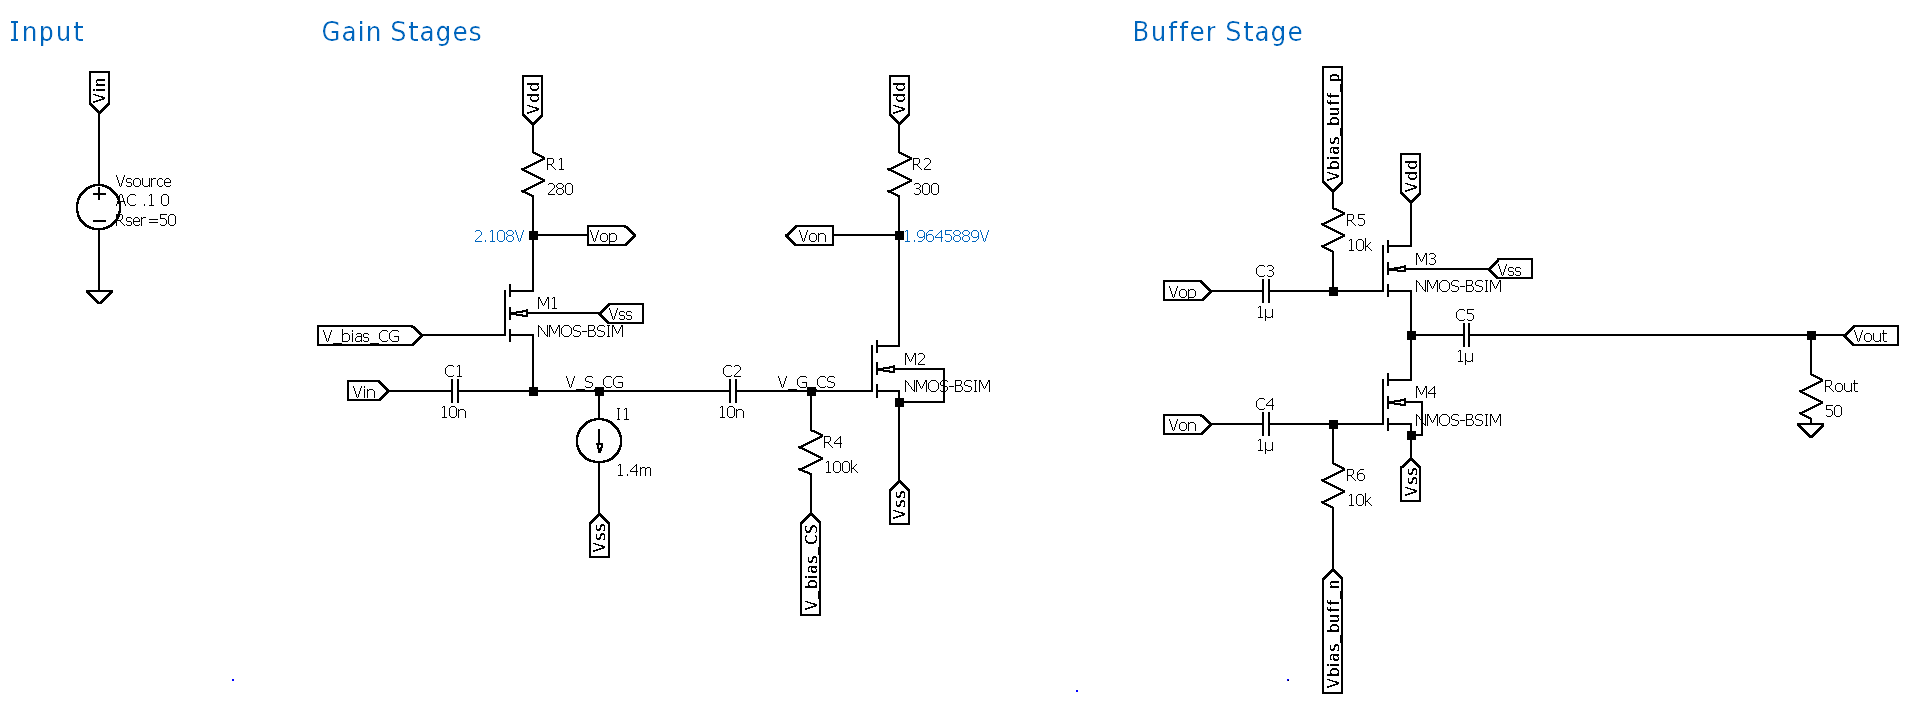 Input
Gain Stages
Buffer Stage
Vin
Vsource
AC .1 0
Rser=50
Vdd
R1
280
2.108V
Vop
M1
NMOS-BSIM
Vss
V_bias_CG
Vin
C1
10n
V_S_CG
I1
1.4m
Vss
C2
10n
V_G_CS
R4
100k
V_bias_CS
Vdd
R2
300
Von
1.9645889V
M2
NMOS-BSIM
Vss
Vbias_buff_p
R5
10k
Vdd
M3
NMOS-BSIM
Vss
Vop
C3
1µ
C5
1µ
Vout
Rout
50
M4
NMOS-BSIM
Vss
Von
C4
1µ
R6
10k
Vbias_buff_n